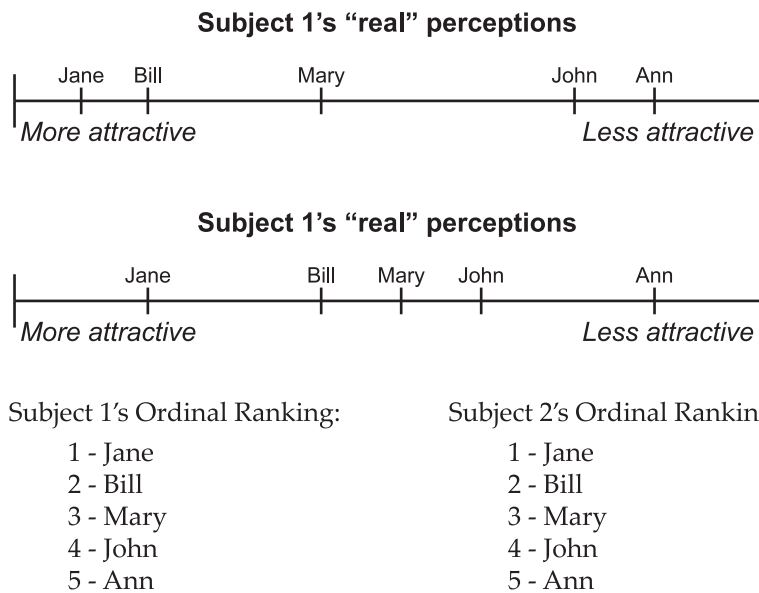 Subject 1's “real” perceptions
Jane Bill Mary John Ann
More attractive Less attractive
Subject 1's “real” perceptions
Jane Bill Mary John Ann
More attractive Less attractive
Subject 1's Ordinal Ranking:
1 - Jane
2 - Bill
3 - Mary
4 - John
5 - Ann
Subject 2's Ordinal Rankin
1 - Jane
2 - Bill
3 - Mary
4 - John
5 - Ann